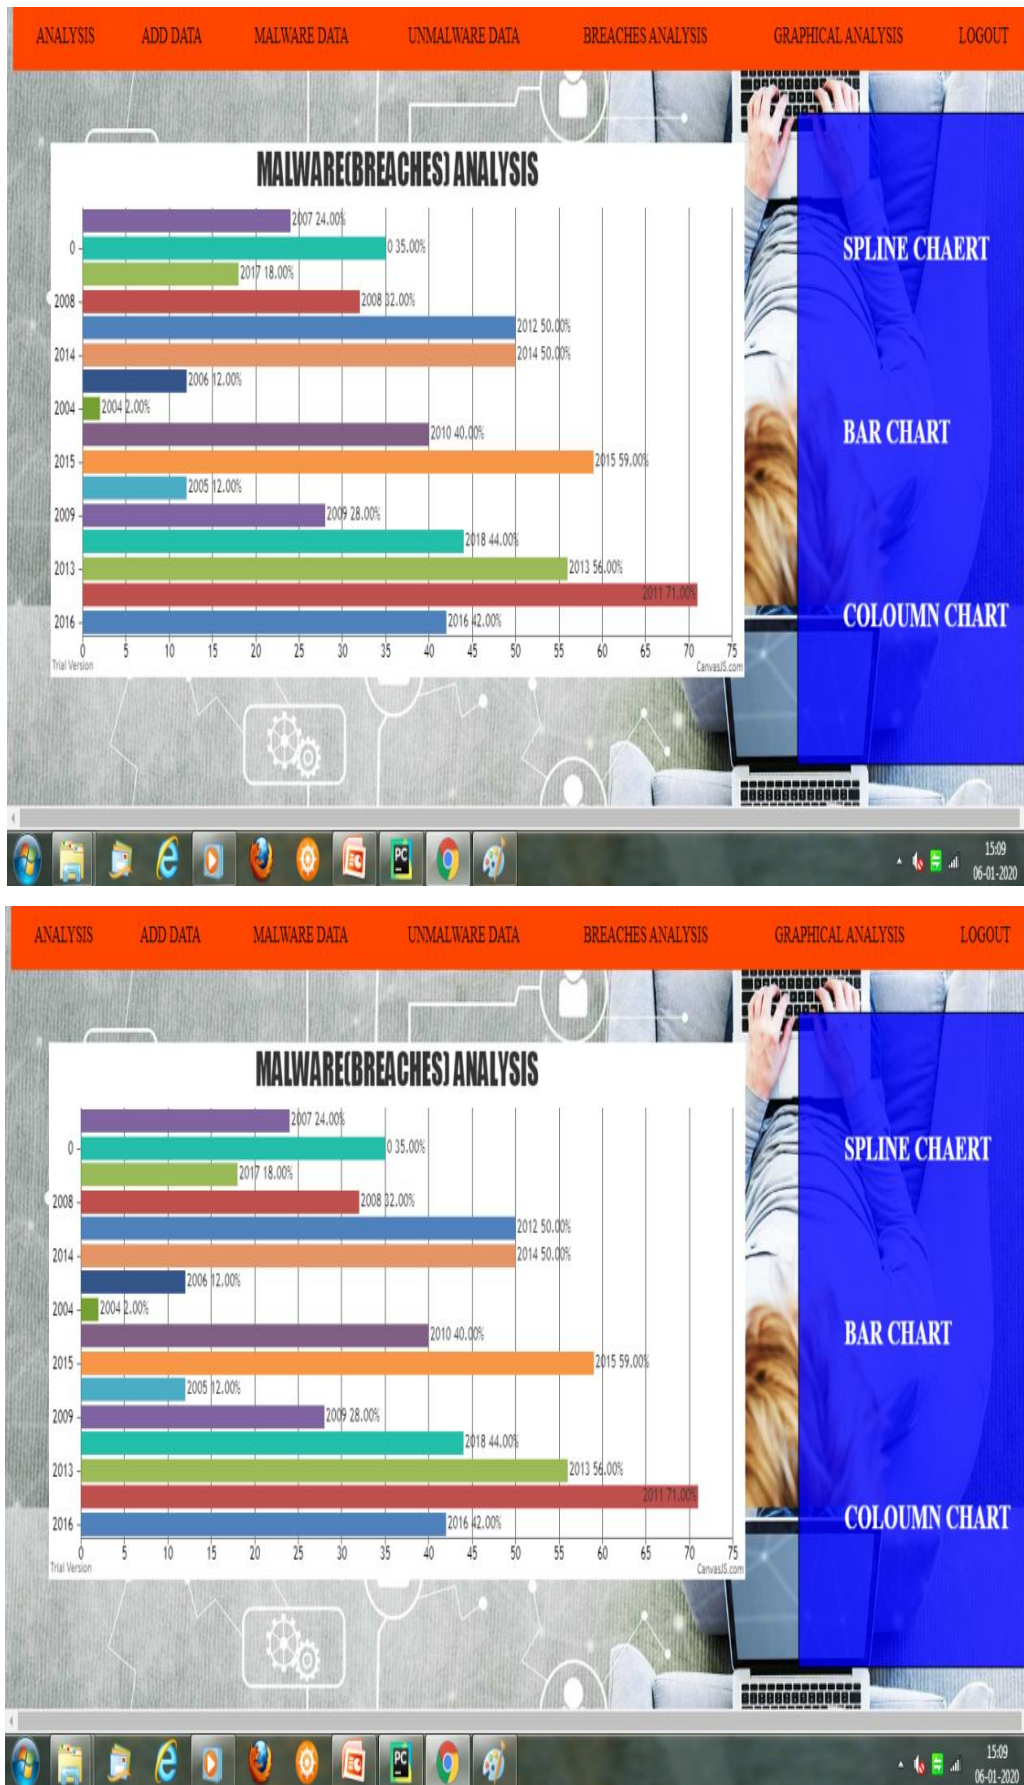 ANALYSIS ADD DATA MALWARE DATA UNMALWARE DATA BREACHES ANALYSIS GRAPHICAL ANALYSIS LOGOUT
MALWARE(BREACHES) ANALYSIS
2007 24.00%
0 0 35.00%
SPLINE CHAERT
2017 18.00%
2008 2008 32.00%
2012 50.00%
2014 2014 50.00%
2006 12.00%
2004 2004 2.00%
2010 40.00%
BAR CHART
2015 2015 59.00%
2005 12.00%
2009 2009 28.00%
2018 44.00%
2013 2013 56.00%
2011 71.00%
COLOUMN CHART
2016 2016 42.00%
0 5 10 15 20 25 30 35 40 45 50 55 60 65 70 75
Trial Version CanvasJS.com
PC
15:09
06-01-2020
ANALYSIS ADD DATA MALWARE DATA UNMALWARE DATA BREACHES ANALYSIS GRAPHICAL ANALYSIS LOGOUT
MALWARE(BREACHES) ANALYSIS
2007 24.00%
0 0 35.00%
SPLINE CHAERT
2017 18.00%
2008 2008 32.00%
2012 50.00%
2014 2014 50.00%
2006 12.00%
2004 2004 2.00%
2010 40.00%
BAR CHART
2015 2015 59.00%
2005 12.00%
2009 2009 28.00%
2018 44.00%
2013 2013 56.00%
2011 71.00%
COLOUMN CHART
2016 2016 42.00%
0 5 10 15 20 25 30 35 40 45 50 55 60 65 70 75
Trial Version CanvasJS.com
PC
15:09
06-01-2020